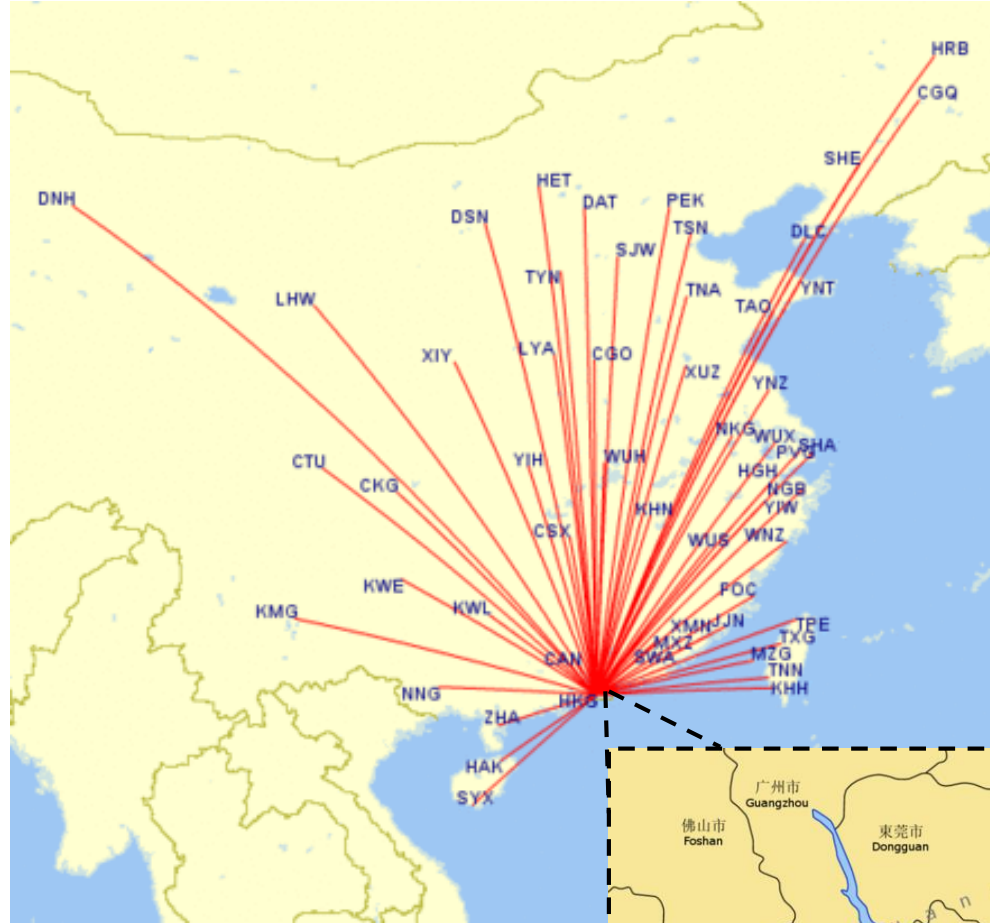 HRB
CGQ
SHE
HET
DNH
DAT
PEK
DSN
TSN
DLC
SJW
TYN
YNT
TNA
LHW
TAO
LYA
XIY
CGO
XUZ
YNZ
NKG
WUX
SHA
PVG
WUH
YIH
CTU
HGH
CKG
NGB
YIW
KHN
CSX
WNZ
WUS
KWE
FOC
KWL
KMG
JJN
XMN
TPE
TXG
MXZ
MZG
SWA
CAN
TNN
KHH
NNG
HKG
ZHA
HAK
SYX
广州市
Guangzhou
佛山市
Foshan
東莞市
Dongguan
a n